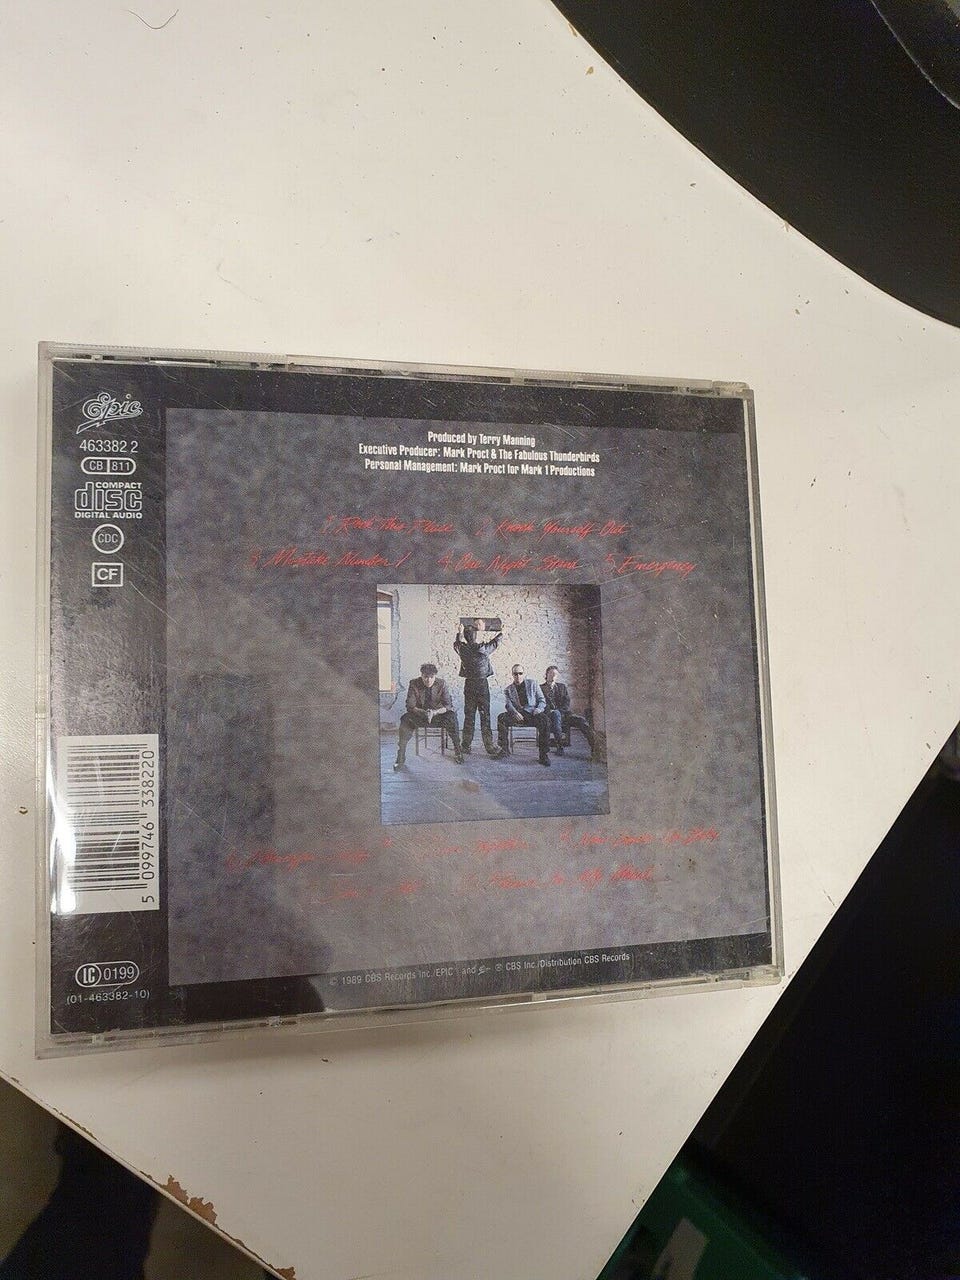 Epic
463382 2
CB 811
COMPACT
disc
DIGITAL AUDIO
CDC
CF
Produced by Terry Manning
Executive Producer: Mark Proct & The Fabulous Thunderbirds
Personal Management: Mark Proct for Mark 1 Productions
1. Rock This Place 2. Knock Yourself Out
3. Mistake Number 1 4. One Night Stand 5. Emergency
5 099746 338220
LC 0199
(01-463382-10)
© 1989 CBS Records Inc./EPIC and ℗ CBS Inc./Distribution CBS Records